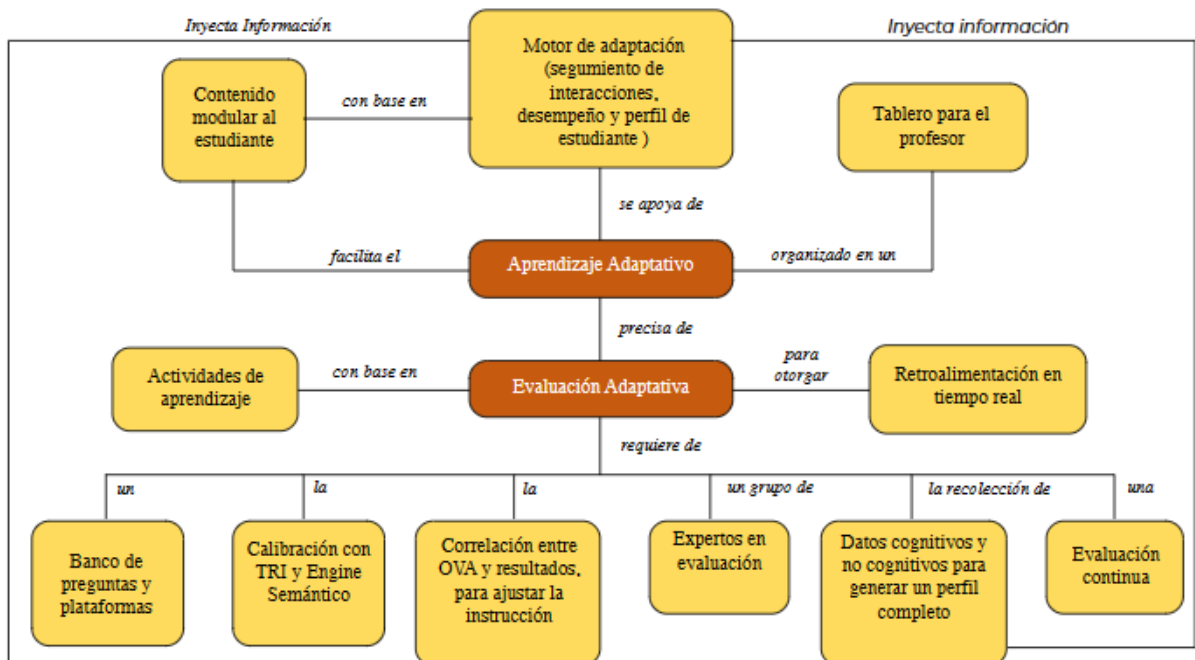 Inyecta Información
Inyecta información
Motor de adaptación
(segumiento de
interacciones,
desempeño y perfil de
estudiante )
Contenido
modular al
estudiante
con base en
Tablero para el
profesor
se apoya de
facilita el
Aprendizaje Adaptativo
organizado en un
precisa de
Actividades de
aprendizaje
con base en
Evaluación Adaptativa
para
otorgar
Retroalimentación en
tiempo real
requiere de
un
la
la
un grupo de
la recolección de
una
Banco de
preguntas y
plataformas
Calibración con
TRI y Engine
Semántico
Correlación entre
OVA y resultados,
para ajustar la
instrucción
Expertos en
evaluación
Datos cognitivos y
no cognitivos para
generar un perfil
completo
Evaluación
continua